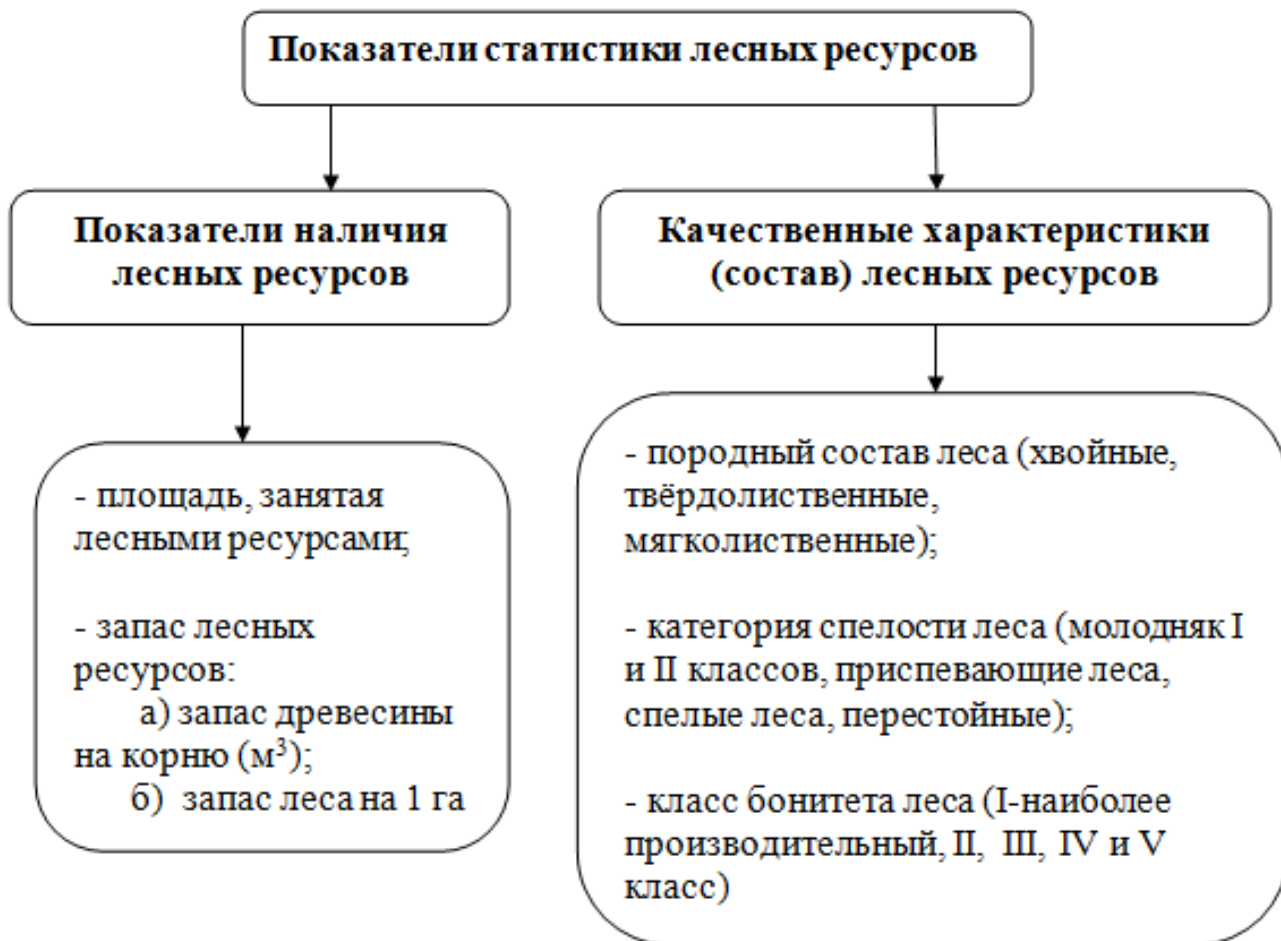 Показатели статистики лесных ресурсов
Показатели наличия
лесных ресурсов
Качественные характеристики
(состав) лесных ресурсов
- площадь, занятая
лесными ресурсами;
- запас лесных
ресурсов:
а) запас древесины
на корню (м³);
б) запас леса на 1 га
- породный состав леса (хвойные,
твёрдолиственные,
мягколиственные);
- категория спелости леса (молодняк I
и II классов, приспевающие леса,
спелые леса, перестойные);
- класс бонитета леса (I-наиболее
производительный, II, III, IV и V
класс)